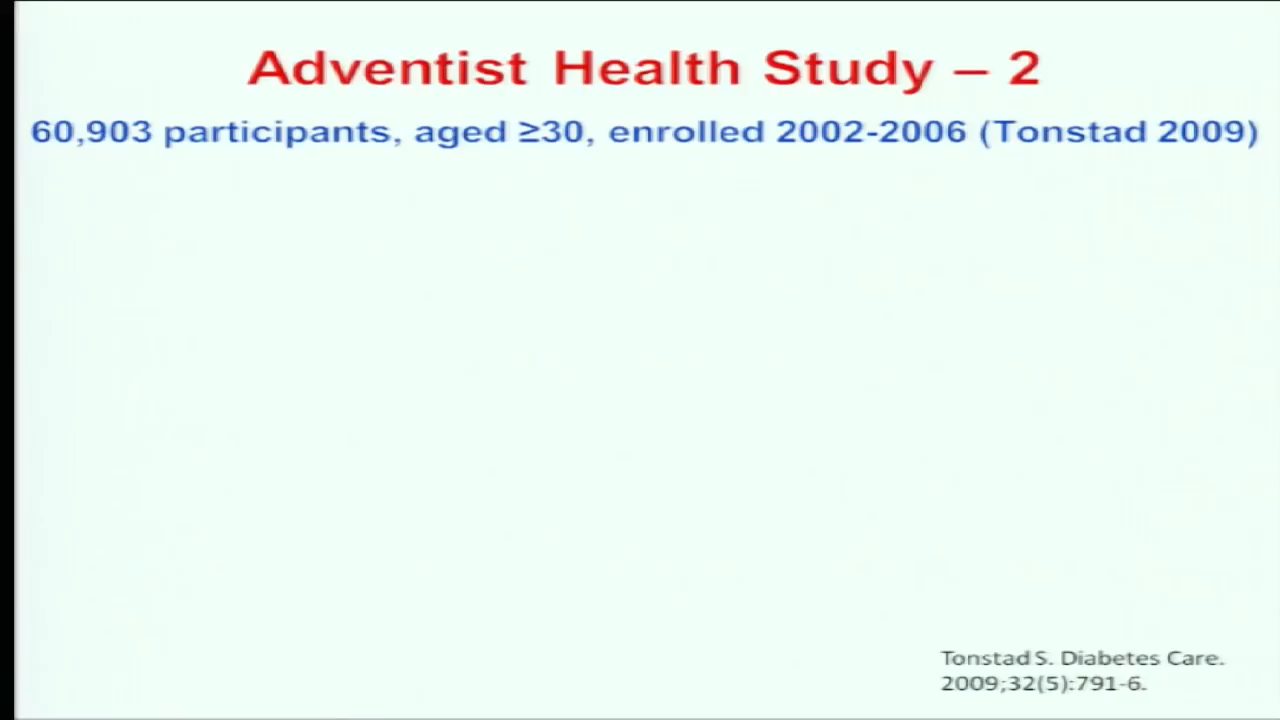 Adventist Health Study – 2
60,903 participants, aged ≥30, enrolled 2002-2006 (Tonstad 2009)
Tonstad S. Diabetes Care.
2009;32(5):791-6.